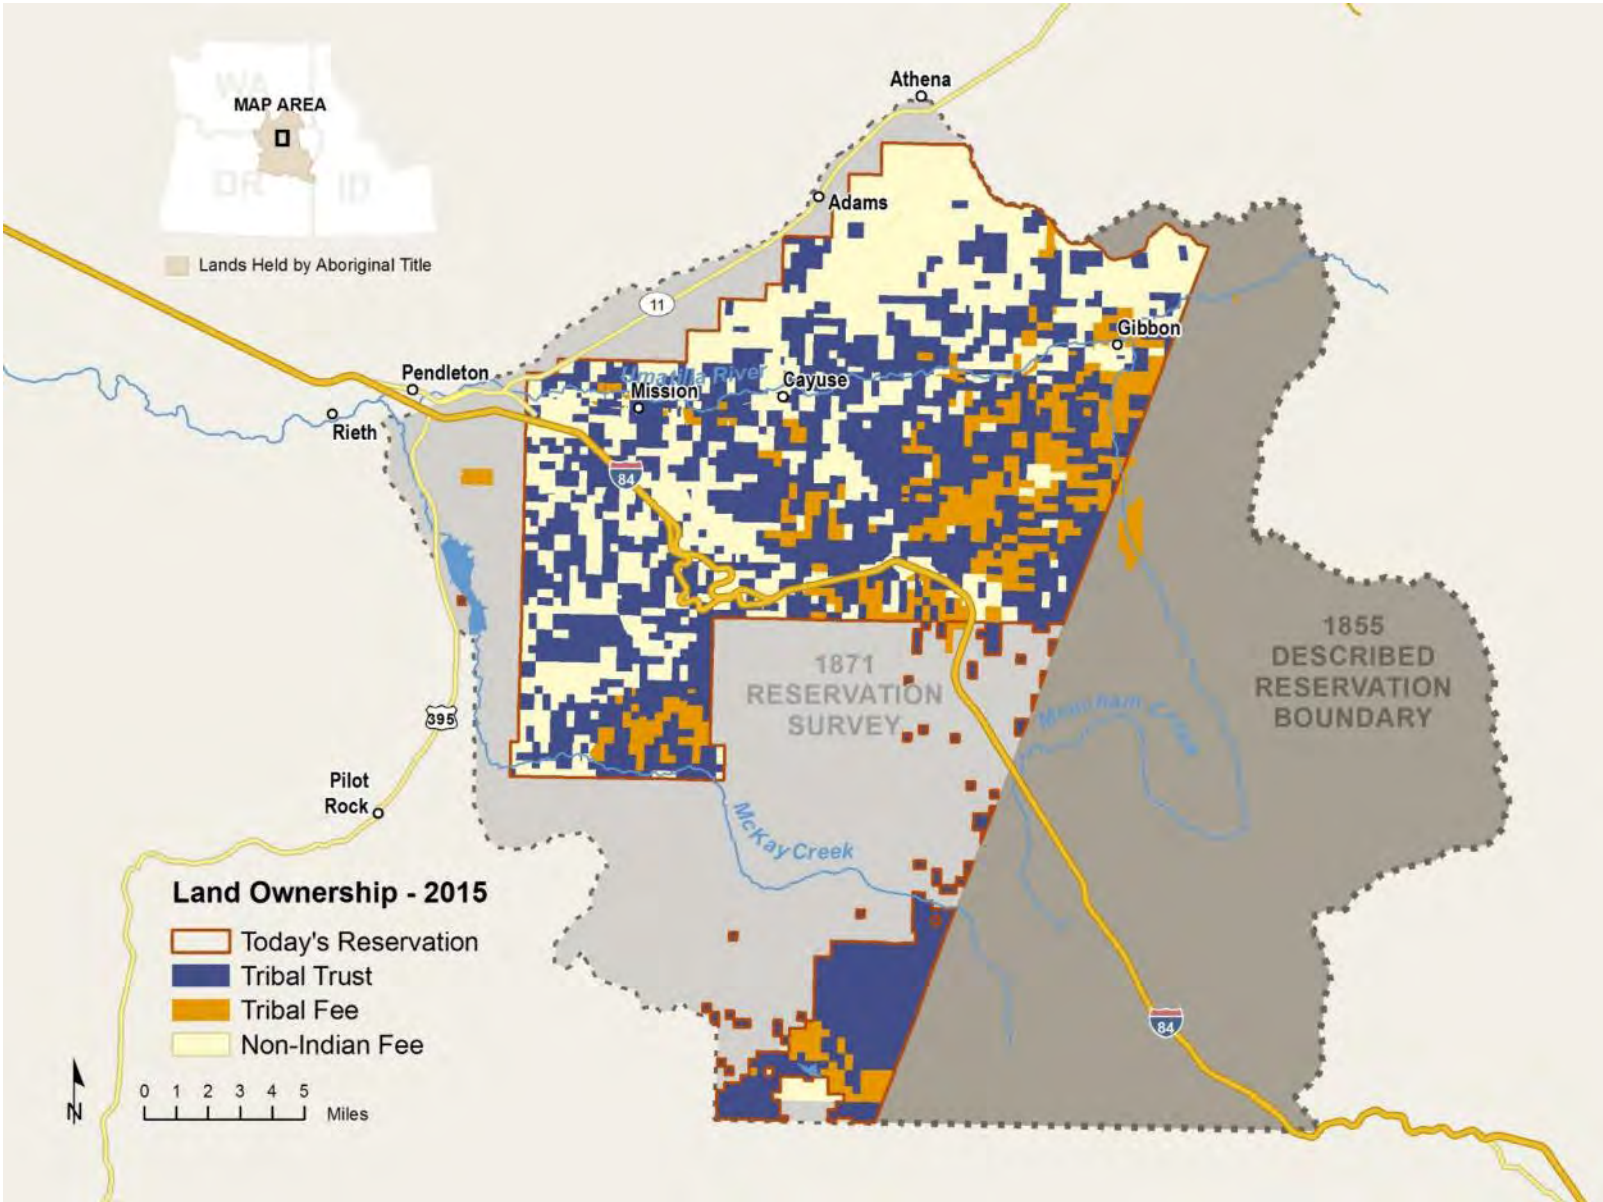 WA
MAP AREA
OR
ID
Lands Held by Aboriginal Title
Athena
Adams
11
Gibbon
Pendleton
Umatilla River
Cayuse
Mission
Rieth
84
1855
DESCRIBED
RESERVATION
BOUNDARY
1871
RESERVATION
SURVEY
Meacham Creek
395
Pilot
Rock
McKay Creek
84
Land Ownership - 2015
Today's Reservation
Tribal Trust
Tribal Fee
Non-Indian Fee
N
0 1 2 3 4 5
Miles